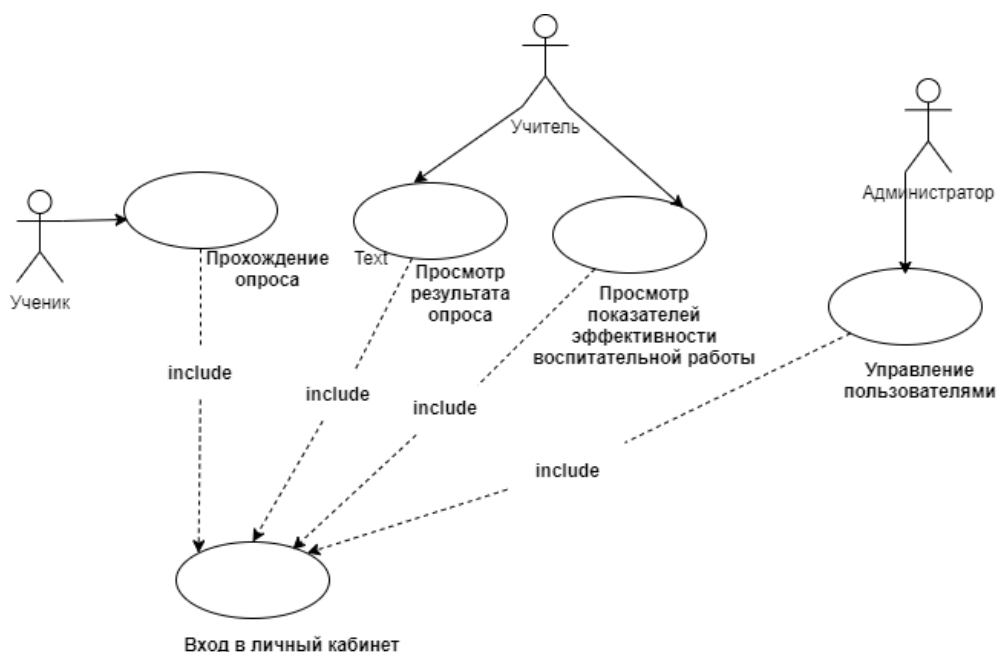 Учитель
Администратор
Ученик
Прохождение
опроса
Text
Просмотр
результата
опроса
Просмотр
показателей
эффективности
воспитательной работы
Управление
пользователями
include
include
include
include
Вход в личный кабинет